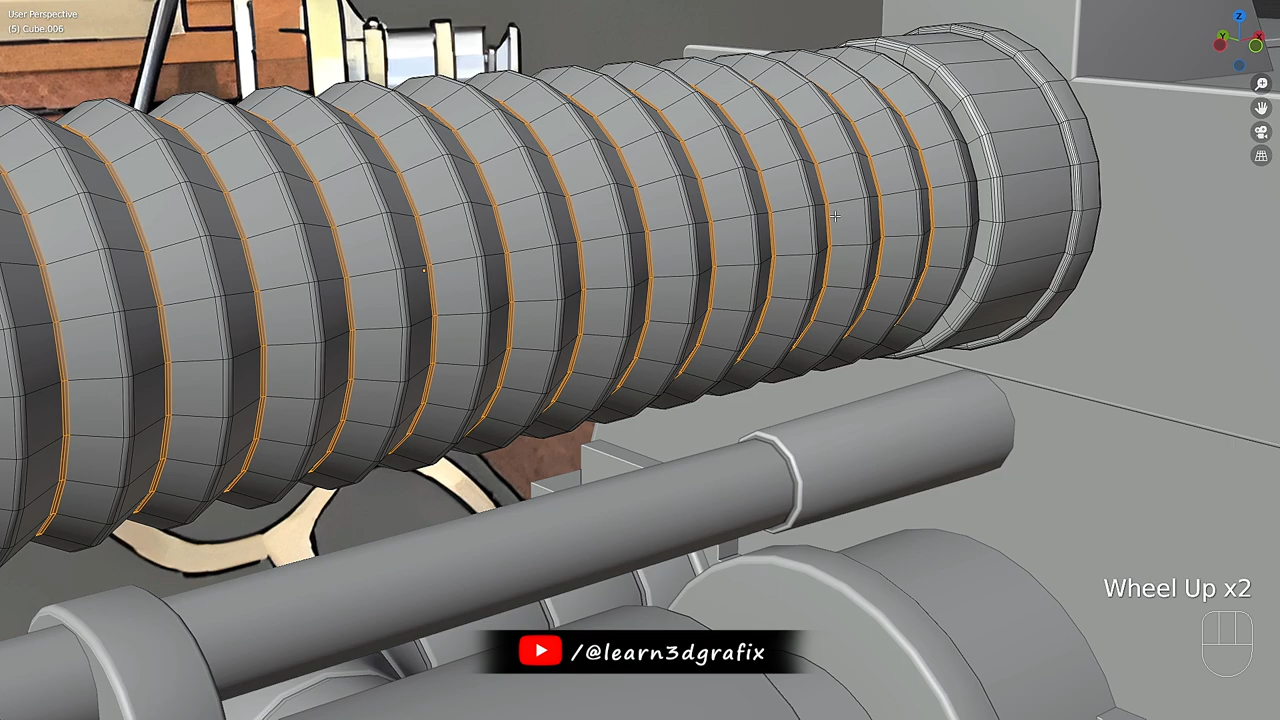 User Perspective
(5) Cube.006
Z
Y
X
Wheel Up x2
/@learn3dgrafix